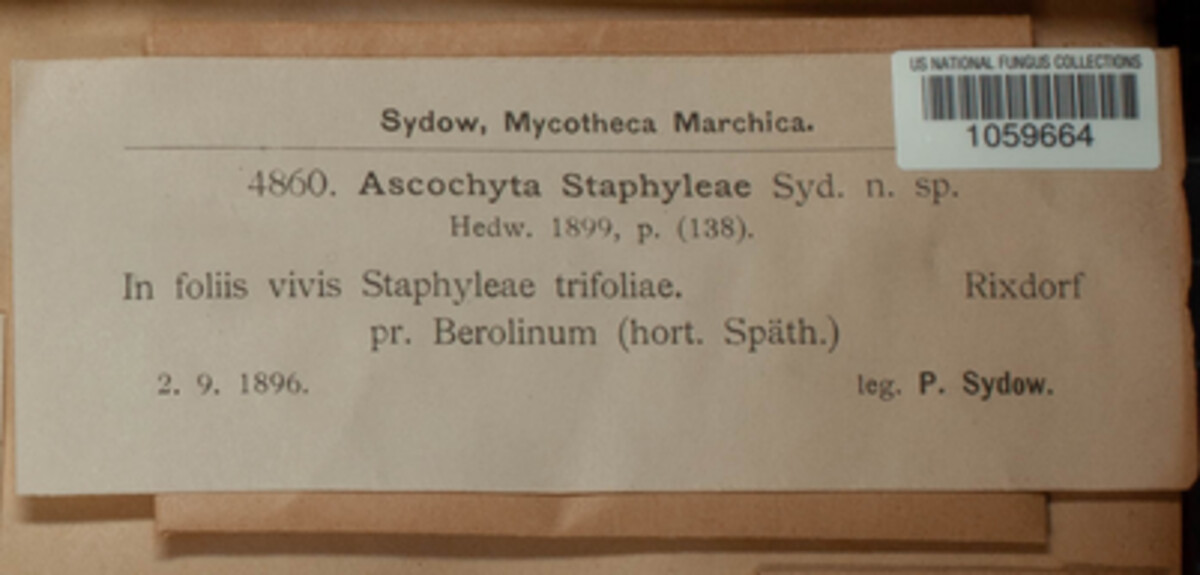 US NATIONAL FUNGUS COLLECTIONS
1059664
Sydow, Mycotheca Marchica.
4860. Ascochyta Staphyleae Syd. n. sp.
Hedw. 1899, p. (138).
In foliis vivis Staphyleae trifoliae. Rixdorf
pr. Berolinum (hort. Späth.)
2. 9. 1896. leg. P. Sydow.